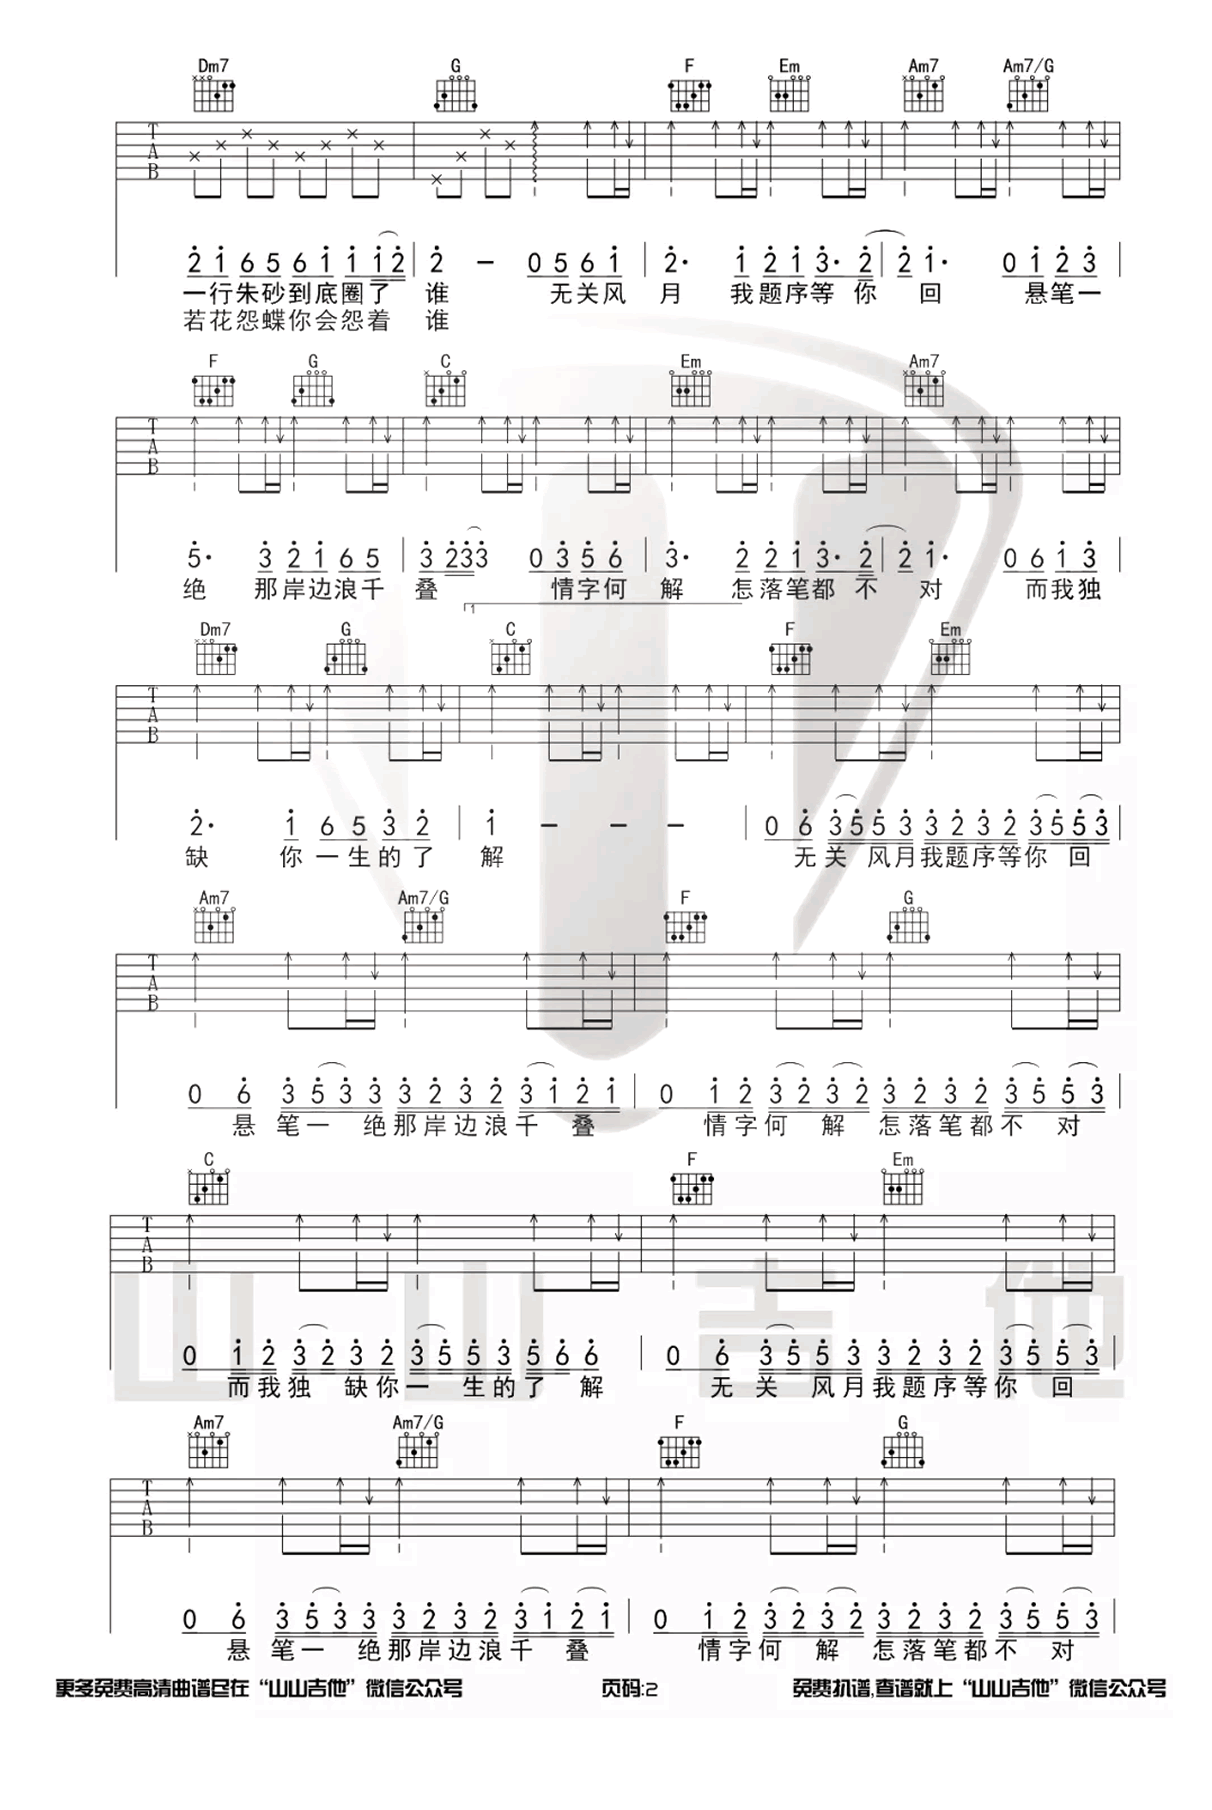 Dm7 G F Em Am7 Am7/G
T A B
2 1 6 5 6 1 1 1 2 2 - 0 5 6 1 2· 1 2 1 3· 2 2 1· 0 1 2 3
一行朱砂到底圈了 谁 无关风 月 我题序等 你 回 悬笔一
若花怨蝶你会怨着 谁
F G C Em Am7
T A B
5· 3 2 1 6 5 3 2 3 3 0 3 5 6 3· 2 2 1 3· 2 2 1· 0 6 1 3
绝 那岸边浪千 叠 情字何 解 怎落笔都 不 对 而我独
1
Dm7 G C F Em
T A B
2· 1 6 5 3 2 1 - - - 0 6 3 5 5 3 3 2 3 2 3 5 5 3
缺 你一生的了 解 无关 风月我题序等你 回
Am7 Am7/G F G
T A B
0 6 3 5 3 3 3 2 3 2 3 1 2 1 0 1 2 3 2 3 2 3 2 3 2 3 5 5 3
悬 笔一 绝那岸边浪千 叠 情字何 解 怎落笔都不 对
C F Em
T A B
0 1 2 3 2 3 2 3 5 5 3 5 6 6 0 6 3 5 5 3 3 2 3 2 3 5 5 3
而我独 缺你一 生的了 解 无 关 风月我题序等你 回
Am7 Am7/G F G
T A B
0 6 3 5 3 3 3 2 3 2 3 1 2 1 0 1 2 3 2 3 2 3 2 3 2 3 5 5 3
悬 笔一 绝那岸边浪千 叠 情字何 解 怎落笔都不 对
更多免费高清曲谱尽在“山山吉他”微信公众号 页码:2 免费扒谱,查谱就上“山山吉他”微信公众号
山山吉他